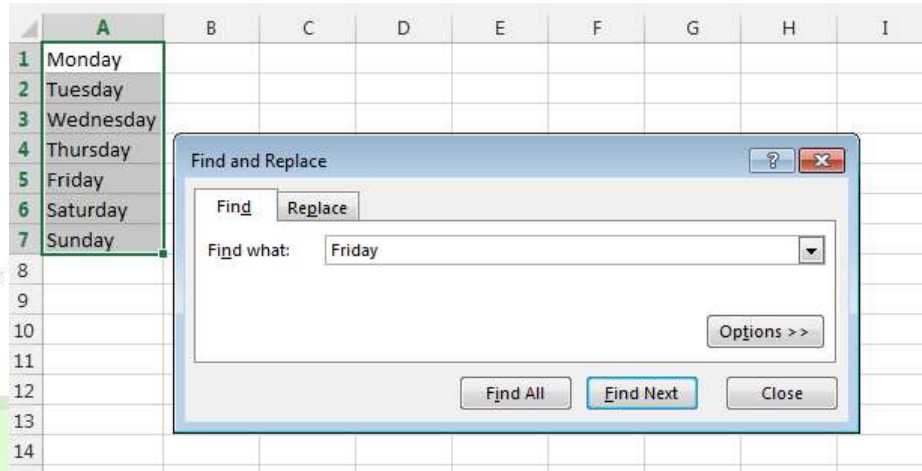 A B C D E F G H I
1 Monday
2 Tuesday
3 Wednesday
4 Thursday
5 Friday
6 Saturday
7 Sunday
8
9
10
11
12
13
14
Find and Replace
Find Replace
Find what: Friday
Options >>
Find All Find Next Close